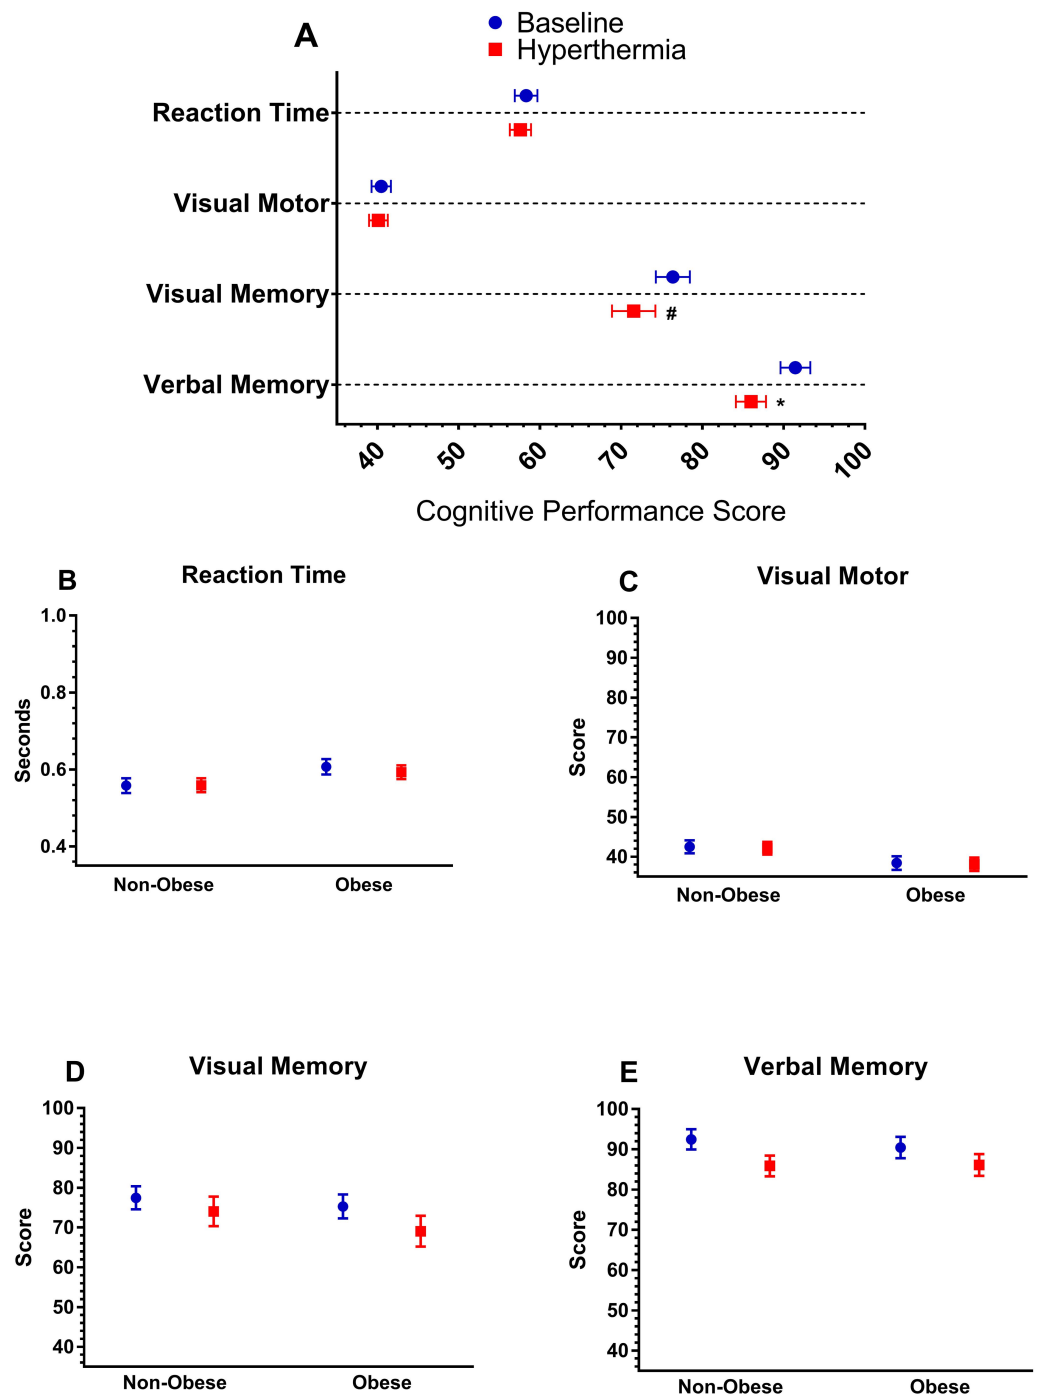 A
Baseline
Hyperthermia
Reaction Time
Visual Motor
Visual Memory
#
Verbal Memory
*
40 50 60 70 80 90 100
Cognitive Performance Score
B
Reaction Time
1.0
0.8
0.6
0.4
Seconds
Non-Obese Obese
C
Visual Motor
100
90
80
70
60
50
40
Score
Non-Obese Obese
D
Visual Memory
100
90
80
70
60
50
40
Score
Non-Obese Obese
E
Verbal Memory
100
90
80
70
60
50
40
Score
Non-Obese Obese